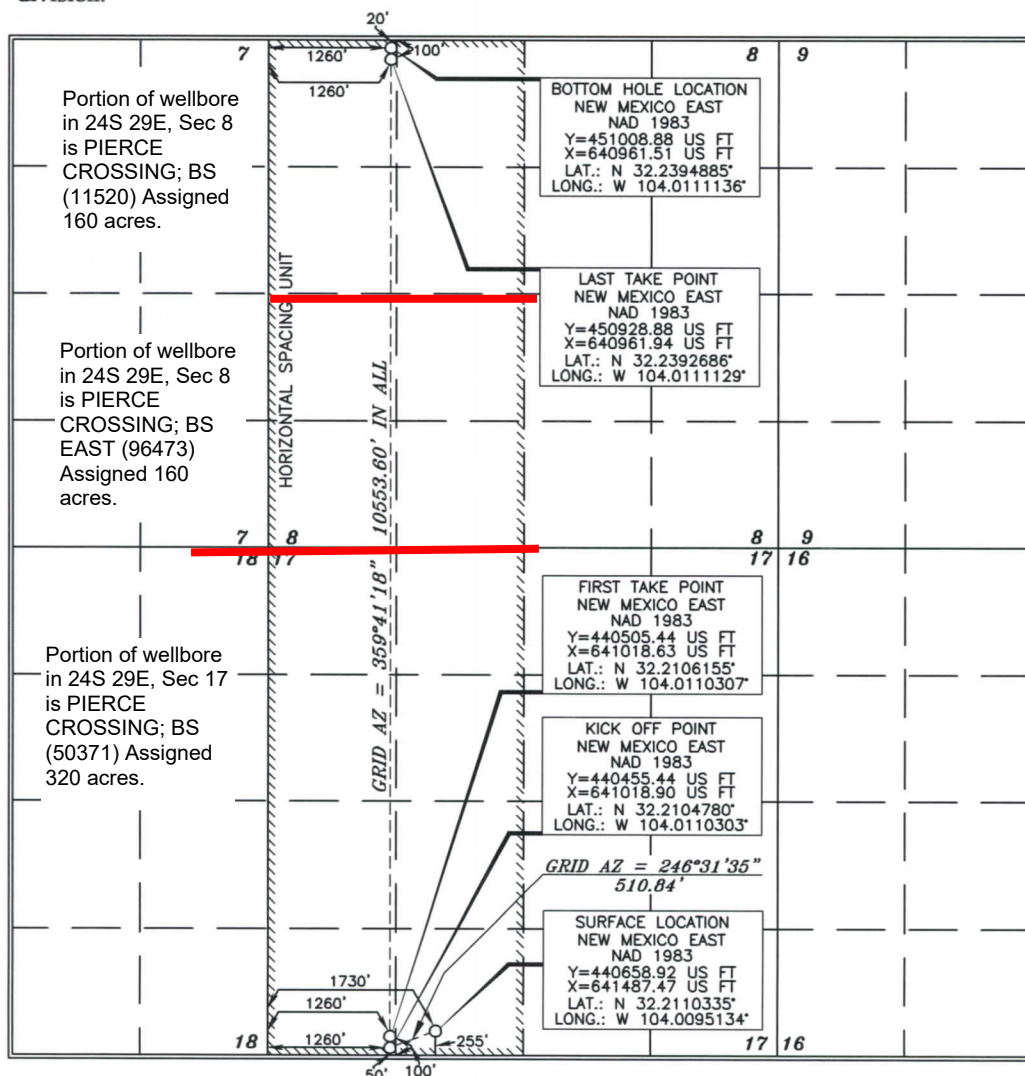 division.
20'
7
1260'
100'
8 9
1260'
Portion of wellbore
in 24S 29E, Sec 8
is PIERCE
CROSSING; BS
(11520) Assigned
160 acres.
BOTTOM HOLE LOCATION
NEW MEXICO EAST
NAD 1983
Y=451008.88 US FT
X=640961.51 US FT
LAT.: N 32.2394885°
LONG.: W 104.0111136°
HORIZONTAL SPACING UNIT
LAST TAKE POINT
NEW MEXICO EAST
NAD 1983
Y=450928.88 US FT
X=640961.94 US FT
LAT.: N 32.2392686°
LONG.: W 104.0111129°
Portion of wellbore
in 24S 29E, Sec 8
is PIERCE
CROSSING; BS
EAST (96473)
Assigned 160
acres.
GRID AZ = 359°41'18" 10553.60' IN ALL
7 8
18 17
8 9
17 16
FIRST TAKE POINT
NEW MEXICO EAST
NAD 1983
Y=440505.44 US FT
X=641018.63 US FT
LAT.: N 32.2106155°
LONG.: W 104.0110307°
Portion of wellbore
in 24S 29E, Sec 17
is PIERCE
CROSSING; BS
(50371) Assigned
320 acres.
KICK OFF POINT
NEW MEXICO EAST
NAD 1983
Y=440455.44 US FT
X=641018.90 US FT
LAT.: N 32.2104780°
LONG.: W 104.0110303°
GRID AZ = 246°31'35"
510.84'
SURFACE LOCATION
NEW MEXICO EAST
NAD 1983
Y=440658.92 US FT
X=641487.47 US FT
LAT.: N 32.2110335°
LONG.: W 104.0095134°
1730'
1260'
18
1260'
255'
17 16
50'
100'